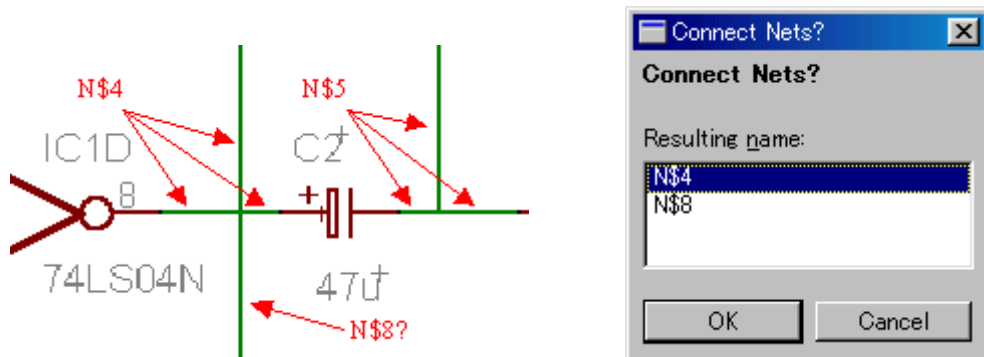 N$4
N$5
IC1D
C2
8
74LS04N
47u
N$8?
Connect Nets?
Connect Nets?
Resulting name:
N$4
N$8
OK
Cancel